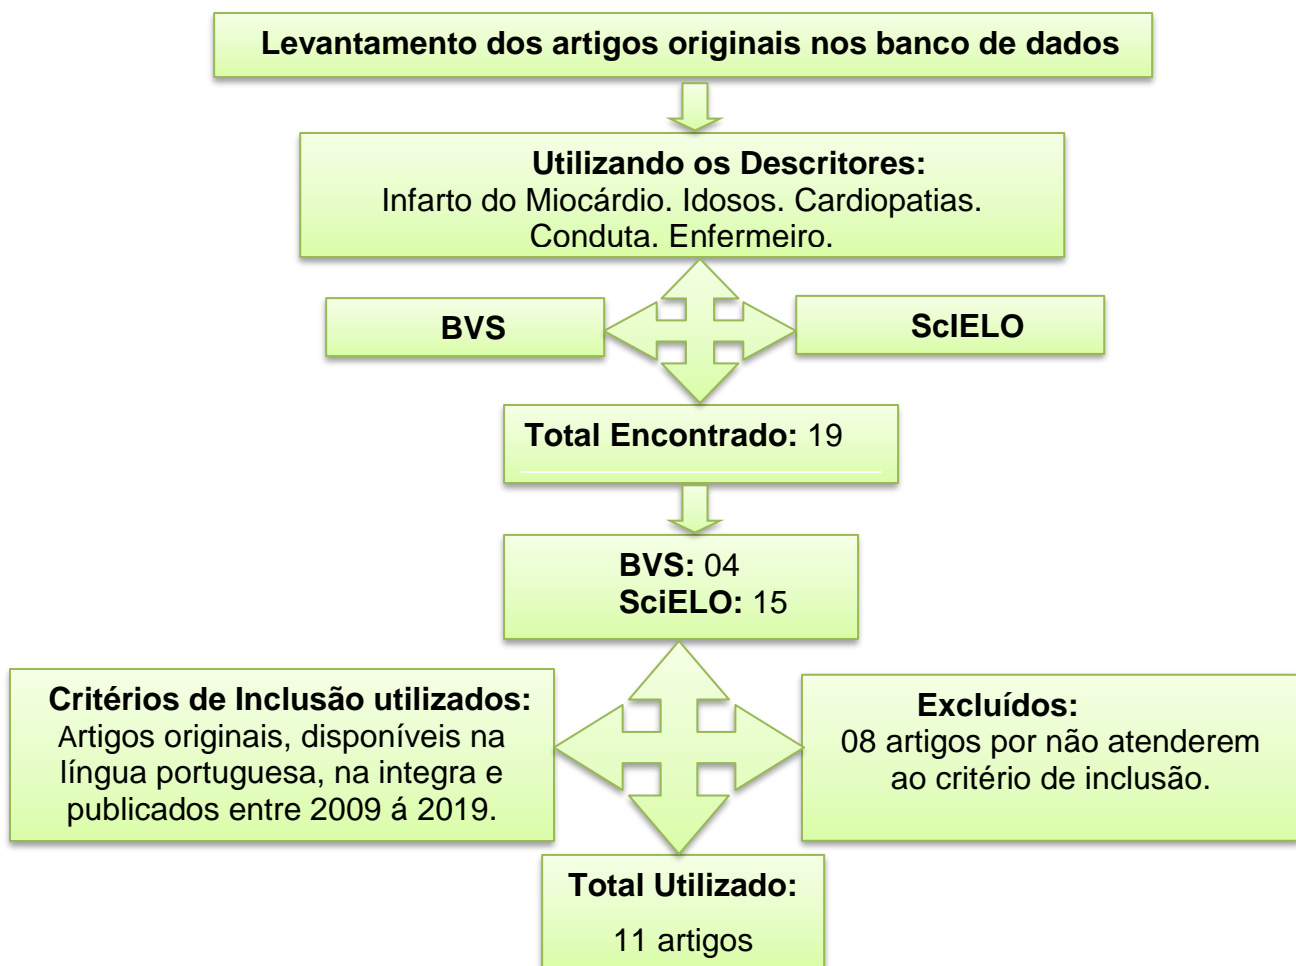 Levantamento dos artigos originais nos banco de dados
Utilizando os Descritores:
Infarto do Miocárdio. Idosos. Cardiopatias.
Conduta. Enfermeiro.
BVS
ScIELO
Total Encontrado: 19
BVS: 04
SciELO: 15
Critérios de Inclusão utilizados:
Artigos originais, disponíveis na
língua portuguesa, na integra e
publicados entre 2009 á 2019.
Excluídos:
08 artigos por não atenderem
ao critério de inclusão.
Total Utilizado:
11 artigos